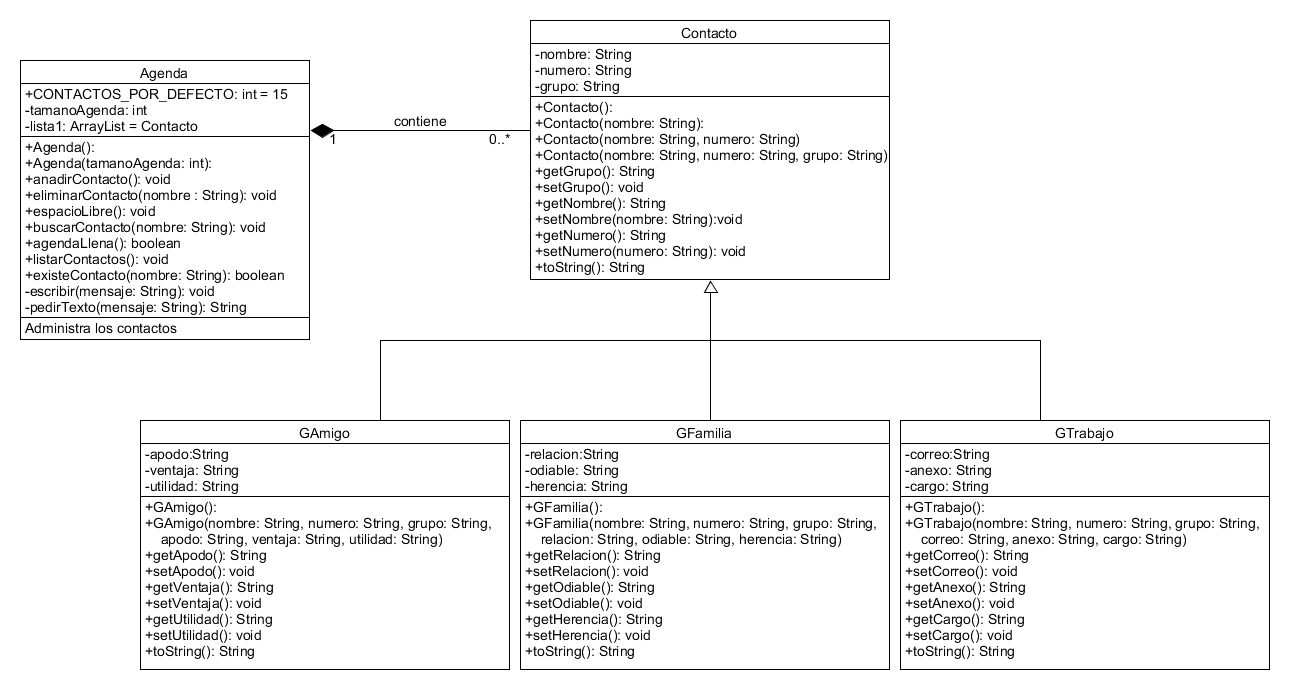 Contacto
-nombre: String
-numero: String
-grupo: String
+Contacto():
+Contacto(nombre: String):
+Contacto(nombre: String, numero: String)
+Contacto(nombre: String, numero: String, grupo: String)
+getGrupo(): String
+setGrupo(): void
+getNombre(): String
+setNombre(nombre: String):void
+getNumero(): String
+setNumero(numero: String): void
+toString(): String
Agenda
+CONTACTOS_POR_DEFECTO: int = 15
-tamanoAgenda: int
-lista1: ArrayList = Contacto
+Agenda():
+Agenda(tamanoAgenda: int):
+anadirContacto(): void
+eliminarContacto(nombre : String): void
+espacioLibre(): void
+buscarContacto(nombre: String): void
+agendaLlena(): boolean
+listarContactos(): void
+existeContacto(nombre: String): boolean
-escribir(mensaje: String): void
-pedirTexto(mensaje: String): String
Administra los contactos
contiene
1
0..*
GAmigo
-apodo:String
-ventaja: String
-utilidad: String
+GAmigo():
+GAmigo(nombre: String, numero: String, grupo: String,
apodo: String, ventaja: String, utilidad: String)
+getApodo(): String
+setApodo(): void
+getVentaja(): String
+setVentaja(): void
+getUtilidad(): String
+setUtilidad(): void
+toString(): String
GFamilia
-relacion:String
-odiable: String
-herencia: String
+GFamilia():
+GFamilia(nombre: String, numero: String, grupo: String,
relacion: String, odiable: String, herencia: String)
+getRelacion(): String
+setRelacion(): void
+getOdiable(): String
+setOdiable(): void
+getHerencia(): String
+setHerencia(): void
+toString(): String
GTrabajo
-correo:String
-anexo: String
-cargo: String
+GTrabajo():
+GTrabajo(nombre: String, numero: String, grupo: String,
correo: String, anexo: String, cargo: String)
+getCorreo(): String
+setCorreo(): void
+getAnexo(): String
+setAnexo(): void
+getCargo(): String
+setCargo(): void
+toString(): String